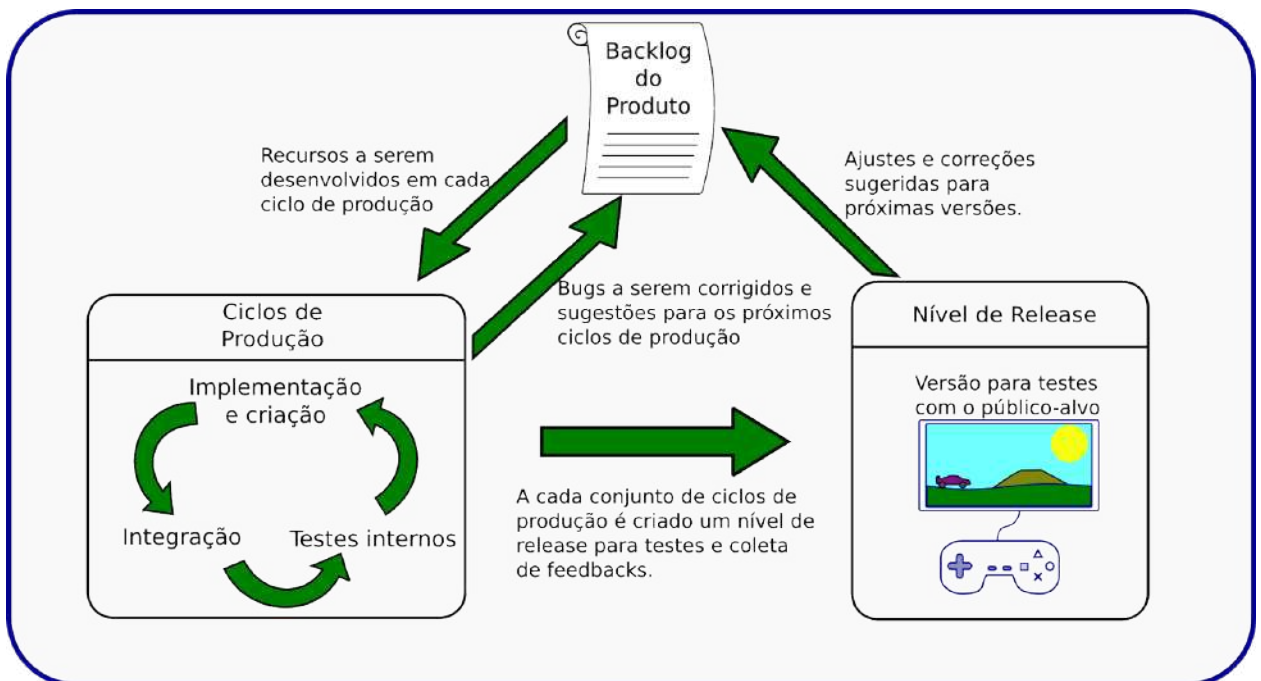 Backlog
do
Produto
Recursos a serem
desenvolvidos em cada
ciclo de produção
Ajustes e correções
sugeridas para
próximas versões.
Bugs a serem corrigidos e
sugestões para os próximos
ciclos de produção
Ciclos de
Produção
Implementação
e criação
Integração
Testes internos
A cada conjunto de ciclos de
produção é criado um nível de
release para testes e coleta
de feedbacks.
Nível de Release
Versão para testes
com o público-alvo